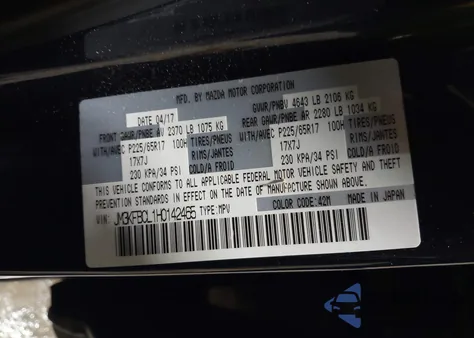 MFD. BY MAZDA MOTOR CORPORATION
DATE 04/17 GVWR/PNBV 4643 LB 2106 KG
FRONT GAWR/PNBE AV 2370 LB 1075 KG REAR GAWR/PNBE AR 2280 LB 1034 KG
WITH/AVEC P225/65R17 100H TIRES/PNEUS WITH/AVEC P225/65R17 100H TIRES/PNEUS
17X7J RIMS/JANTES 17X7J RIMS/JANTES
230 KPA/34 PSI COLD/A FROID 230 KPA/34 PSI COLD/A FROID
THIS VEHICLE CONFORMS TO ALL APPLICABLE FEDERAL MOTOR VEHICLE SAFETY AND THEFT
PREVENTION STANDARDS IN EFFECT ON THE DATE OF MANUFACTURE SHOWN ABOVE.
VIN: JM3KFBCL1H0142465 TYPE:MPV COLOR CODE:42M MADE IN JAPAN